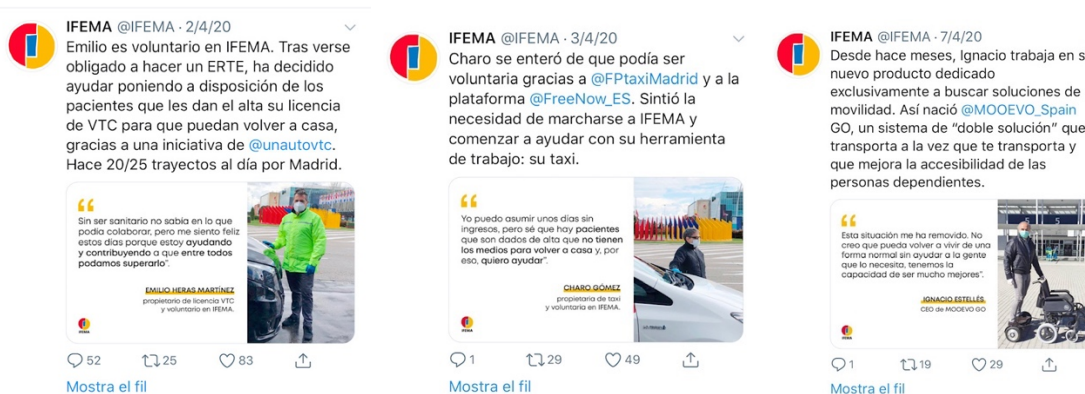 IFEMA @IFEMA · 2/4/20
Emilio es voluntario en IFEMA. Tras verse
obligado a hacer un ERTE, ha decidido
ayudar poniendo a disposición de los
pacientes que les dan el alta su licencia
de VTC para que puedan volver a casa,
gracias a una iniciativa de @unautovtc.
Hace 20/25 trayectos al día por Madrid.
Sin ser sanitario no sabía en lo que
podía colaborar, pero me siento feliz
estos días porque estoy ayudando
y contribuyendo a que entre todos
podamos superarlo".
EMILIO HERAS MARTÍNEZ
propietario de licencia VTC
y voluntario en IFEMA.
IFEMA
52 25 83
Mostra el fil
IFEMA @IFEMA · 3/4/20
Charo se enteró de que podía ser
voluntaria gracias a @FPtaxiMadrid y a la
plataforma @FreeNow_ES. Sintió la
necesidad de marcharse a IFEMA y
comenzar a ayudar con su herramienta
de trabajo: su taxi.
Yo puedo asumir unos días sin
ingresos, pero sé que hay pacientes
que son dados de alta que no tienen
los medios para volver a casa y, por
eso, quiero ayudar".
CHARO GÓMEZ
propietaria de taxi
y voluntaria en IFEMA.
IFEMA
1 29 49
Mostra el fil
IFEMA @IFEMA · 7/4/20
Desde hace meses, Ignacio trabaja en s
nuevo producto dedicado
exclusivamente a buscar soluciones de
movilidad. Así nació @MOOEVO_Spain
GO, un sistema de "doble solución" que
transporta a la vez que te transporta y
que mejora la accesibilidad de las
personas dependientes.
Esta situación me ha removido. No
creo que pueda volver a vivir de una
forma normal sin ayudar a la gente
que lo necesita, tenemos la
capacidad de ser mucho mejores".
IGNACIO ESTELLÉS
CEO de MOOEVO GO
IFEMA
1 19 29
Mostra el fil